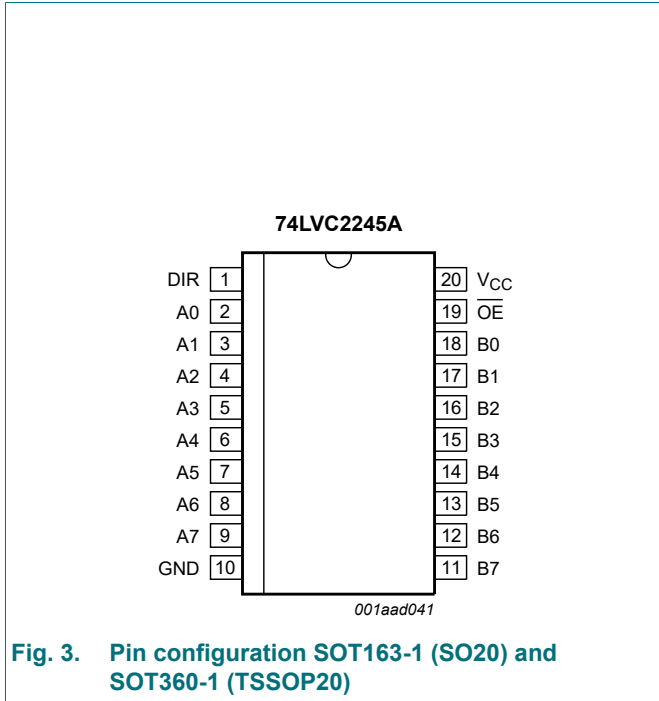 74LVC2245A
DIR 1 20 VCC
A0 2 19 O̅E̅
A1 3 18 B0
A2 4 17 B1
A3 5 16 B2
A4 6 15 B3
A5 7 14 B4
A6 8 13 B5
A7 9 12 B6
GND 10 11 B7
001aad041
Fig. 3. Pin configuration SOT163-1 (SO20) and
SOT360-1 (TSSOP20)